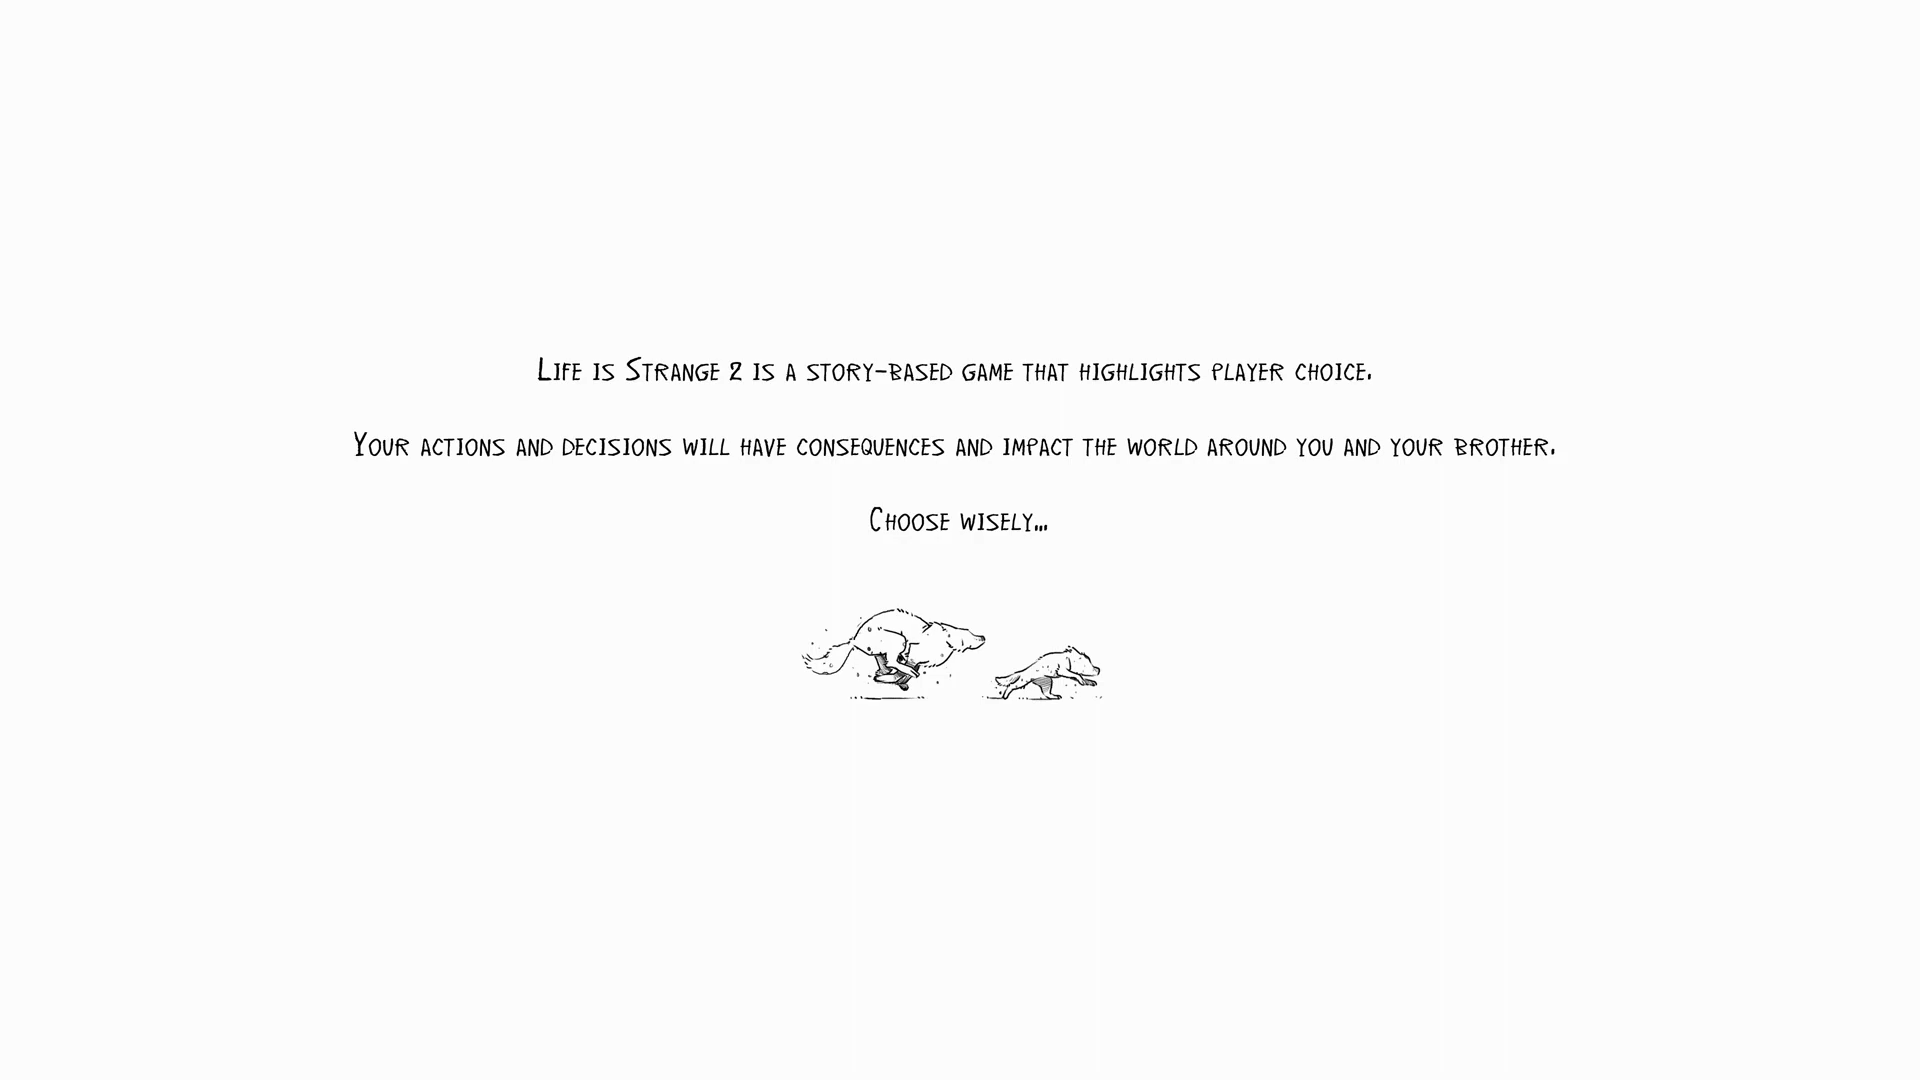 Life is Strange 2 is a story-based game that highlights player choice.
Your actions and decisions will have consequences and impact the world around you and your brother.
Choose wisely...